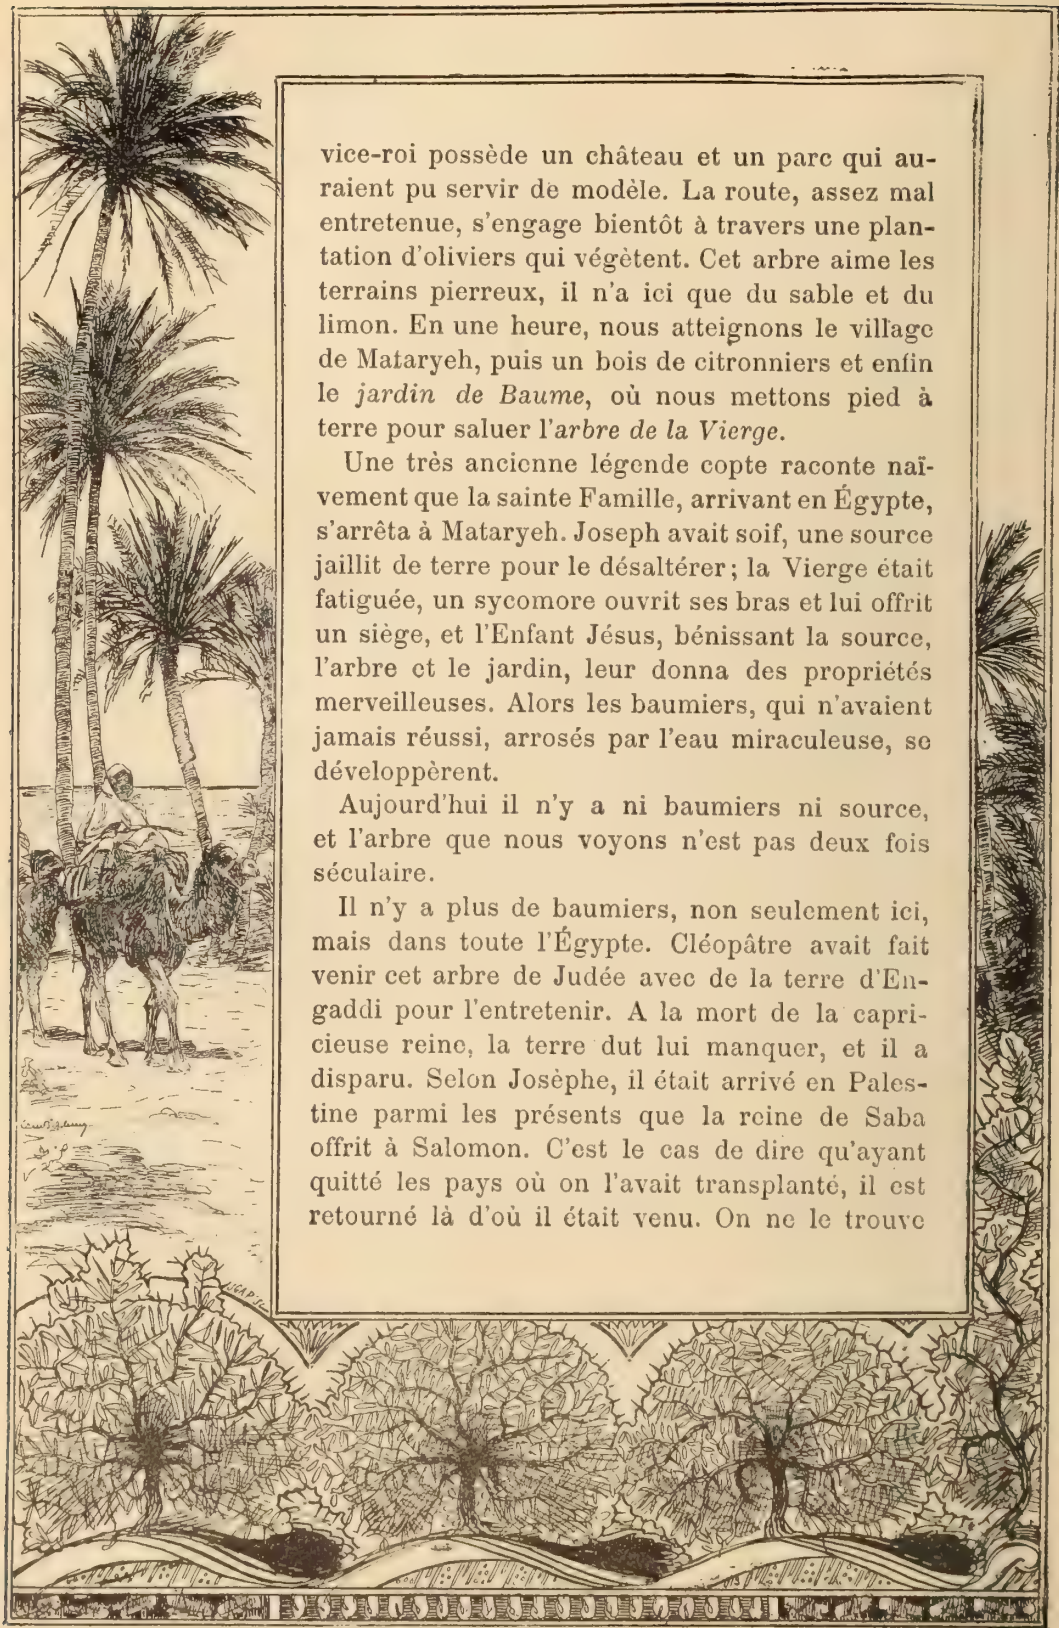 vice-roi possède un château et un parc qui au-
raient pu servir de modèle. La route, assez mal
entretenue, s'engage bientôt à travers une plan-
tation d'oliviers qui végètent. Cet arbre aime les
terrains pierreux, il n'a ici que du sable et du
limon. En une heure, nous atteignons le village
de Mataryeh, puis un bois de citronniers et enfin
le jardin de Baume, où nous mettons pied à
terre pour saluer l'arbre de la Vierge.
Une très ancienne légende copte raconte naï-
vement que la sainte Famille, arrivant en Égypte,
s'arrêta à Mataryeh. Joseph avait soif, une source
jaillit de terre pour le désaltérer; la Vierge était
fatiguée, un sycomore ouvrit ses bras et lui offrit
un siège, et l'Enfant Jésus, bénissant la source,
l'arbre et le jardin, leur donna des propriétés
merveilleuses. Alors les baumiers, qui n'avaient
jamais réussi, arrosés par l'eau miraculeuse, se
développèrent.
Aujourd'hui il n'y a ni baumiers ni source,
et l'arbre que nous voyons n'est pas deux fois
séculaire.
Il n'y a plus de baumiers, non seulement ici,
mais dans toute l'Égypte. Cléopâtre avait fait
venir cet arbre de Judée avec de la terre d'En-
gaddi pour l'entretenir. A la mort de la capri-
cieuse reine, la terre dut lui manquer, et il a
disparu. Selon Josèphe, il était arrivé en Pales-
tine parmi les présents que la reine de Saba
offrit à Salomon. C'est le cas de dire qu'ayant
quitté les pays où on l'avait transplanté, il est
retourné là d'où il était venu. On ne le trouve